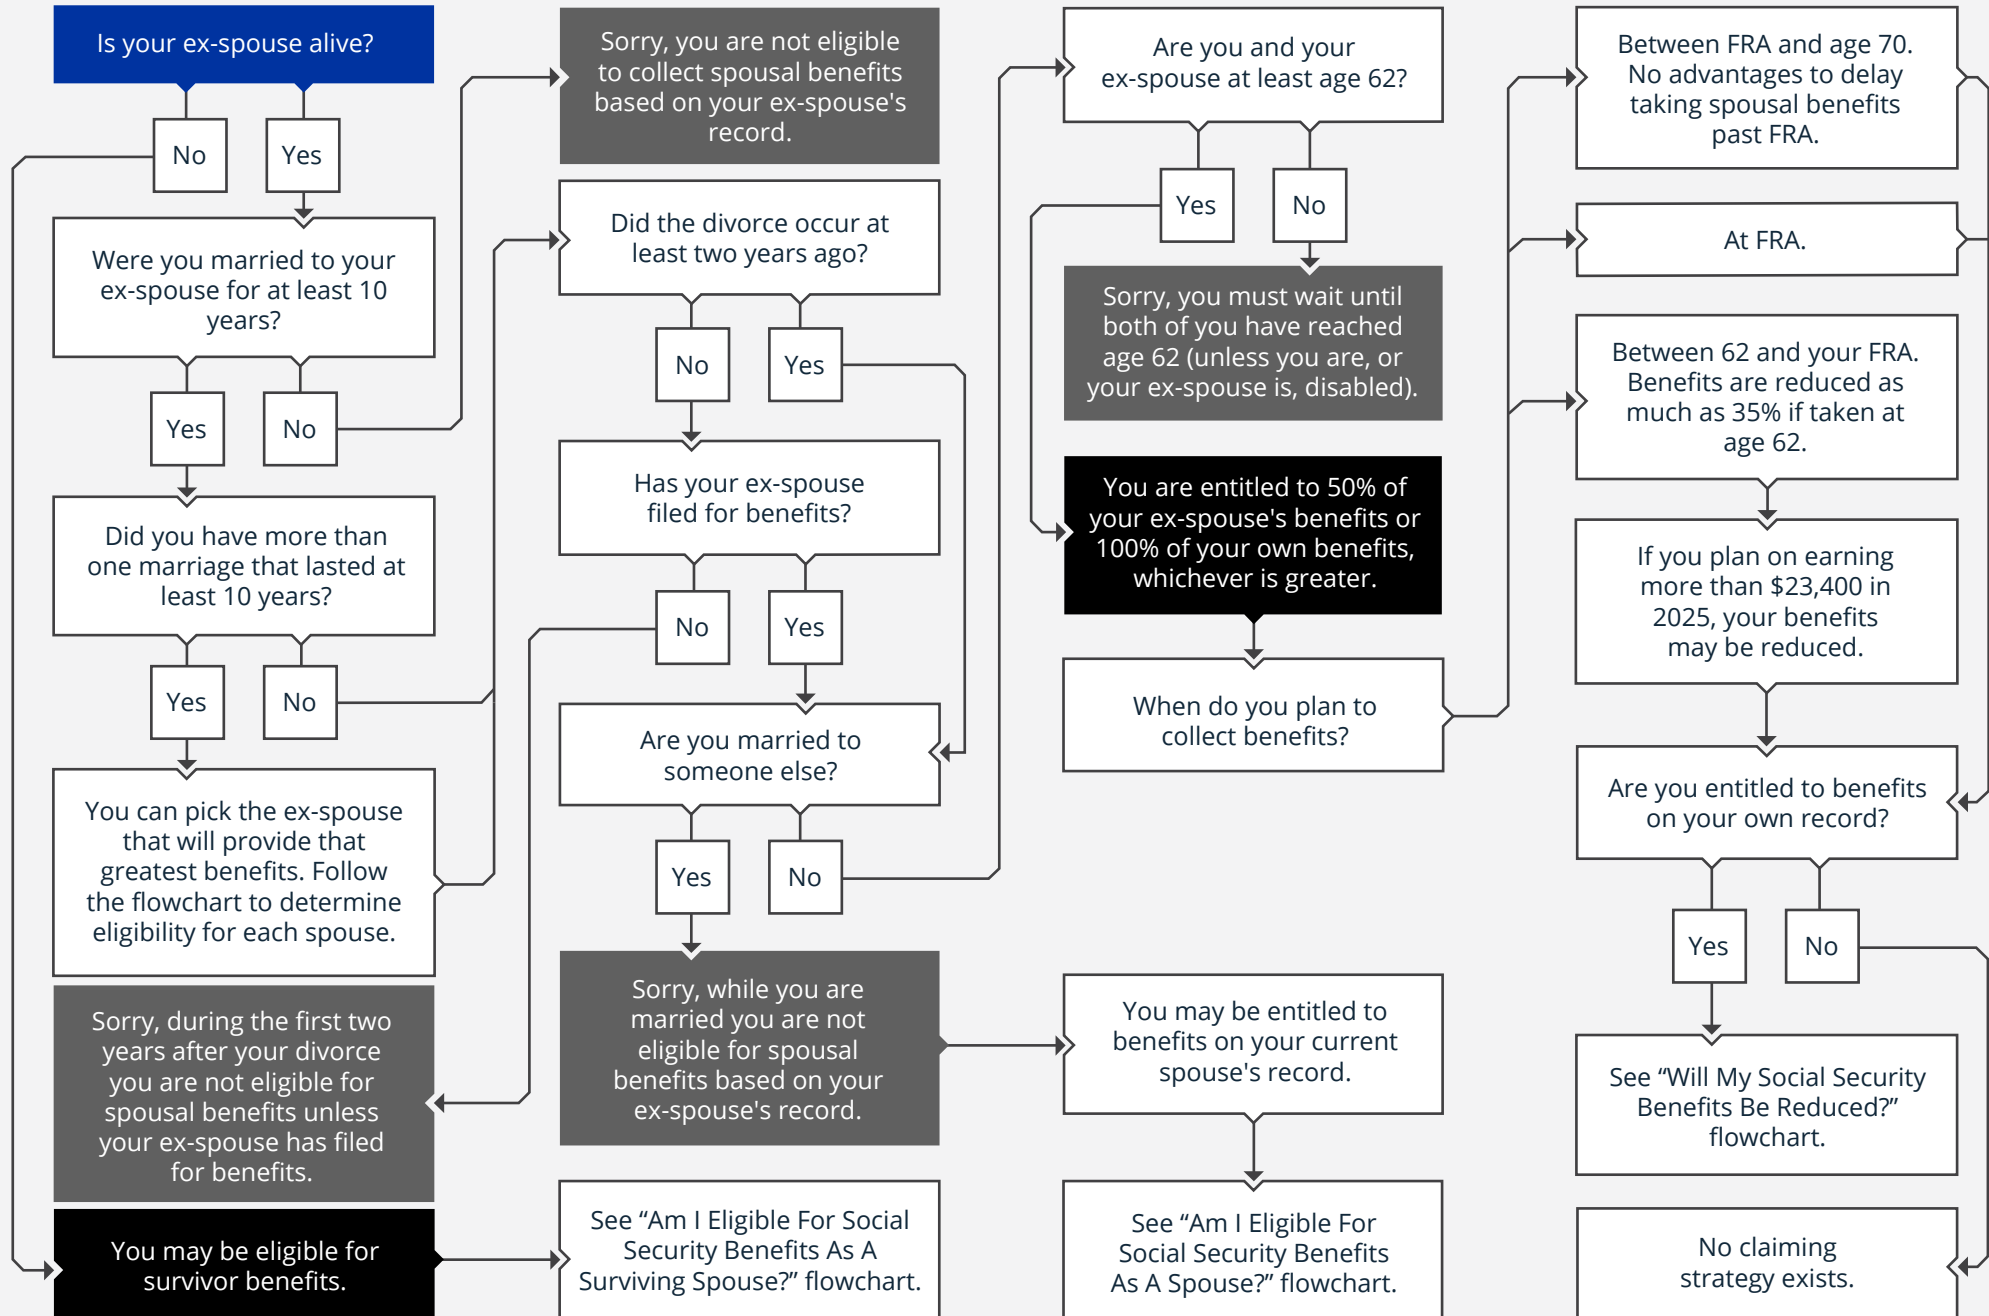 Is your ex-spouse alive?
No
Yes
Were you married to your
ex-spouse for at least 10
years?
Yes
No
Did you have more than
one marriage that lasted at
least 10 years?
Yes
No
You can pick the ex-spouse
that will provide that
greatest benefits. Follow
the flowchart to determine
eligibility for each spouse.
Sorry, during the first two
years after your divorce
you are not eligible for
spousal benefits unless
your ex-spouse has filed
for benefits.
You may be eligible for
survivor benefits.
Sorry, you are not eligible
to collect spousal benefits
based on your ex-spouse's
record.
Did the divorce occur at
least two years ago?
No
Yes
Has your ex-spouse
filed for benefits?
No
Yes
Are you married to
someone else?
Yes
No
Sorry, while you are
married you are not
eligible for spousal
benefits based on your
ex-spouse's record.
See “Am I Eligible For Social
Security Benefits As A
Surviving Spouse?” flowchart.
Are you and your
ex-spouse at least age 62?
Yes
No
Sorry, you must wait until
both of you have reached
age 62 (unless you are, or
your ex-spouse is, disabled).
You are entitled to 50% of
your ex-spouse's benefits or
100% of your own benefits,
whichever is greater.
When do you plan to
collect benefits?
You may be entitled to
benefits on your current
spouse's record.
See “Am I Eligible For
Social Security Benefits
As A Spouse?” flowchart.
Between FRA and age 70.
No advantages to delay
taking spousal benefits
past FRA.
At FRA.
Between 62 and your FRA.
Benefits are reduced as
much as 35% if taken at
age 62.
If you plan on earning
more than $23,400 in
2025, your benefits
may be reduced.
Are you entitled to benefits
on your own record?
Yes
No
See “Will My Social Security
Benefits Be Reduced?”
flowchart.
No claiming
strategy exists.